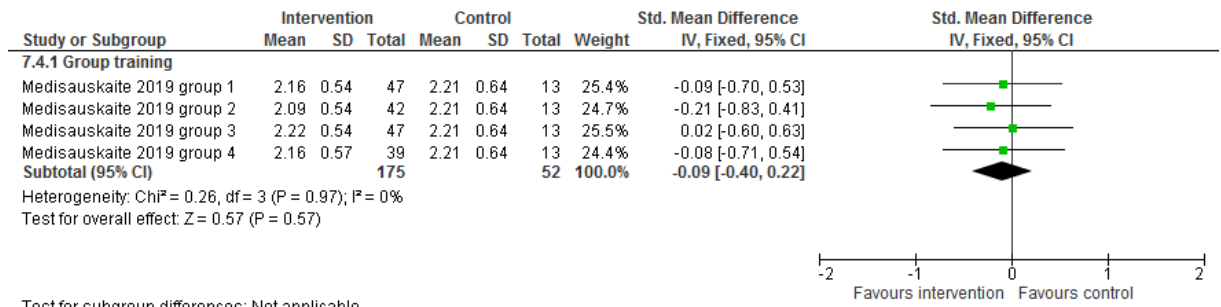 Intervention Control Std. Mean Difference Std. Mean Difference
Study or Subgroup Mean SD Total Mean SD Total Weight IV, Fixed, 95% CI IV, Fixed, 95% CI
7.4.1 Group training
Medisauskaite 2019 group 1 2.16 0.54 47 2.21 0.64 13 25.4% -0.09 [-0.70, 0.53]
Medisauskaite 2019 group 2 2.09 0.54 42 2.21 0.64 13 24.7% -0.21 [-0.83, 0.41]
Medisauskaite 2019 group 3 2.22 0.54 47 2.21 0.64 13 25.5% 0.02 [-0.60, 0.63]
Medisauskaite 2019 group 4 2.16 0.57 39 2.21 0.64 13 24.4% -0.08 [-0.71, 0.54]
Subtotal (95% CI) 175 52 100.0% -0.09 [-0.40, 0.22]
Heterogeneity: Chi² = 0.26, df = 3 (P = 0.97); I² = 0%
Test for overall effect: Z = 0.57 (P = 0.57)
-2 -1 0 1 2
Favours intervention Favours control
Test for subgroup differences: Not applicable